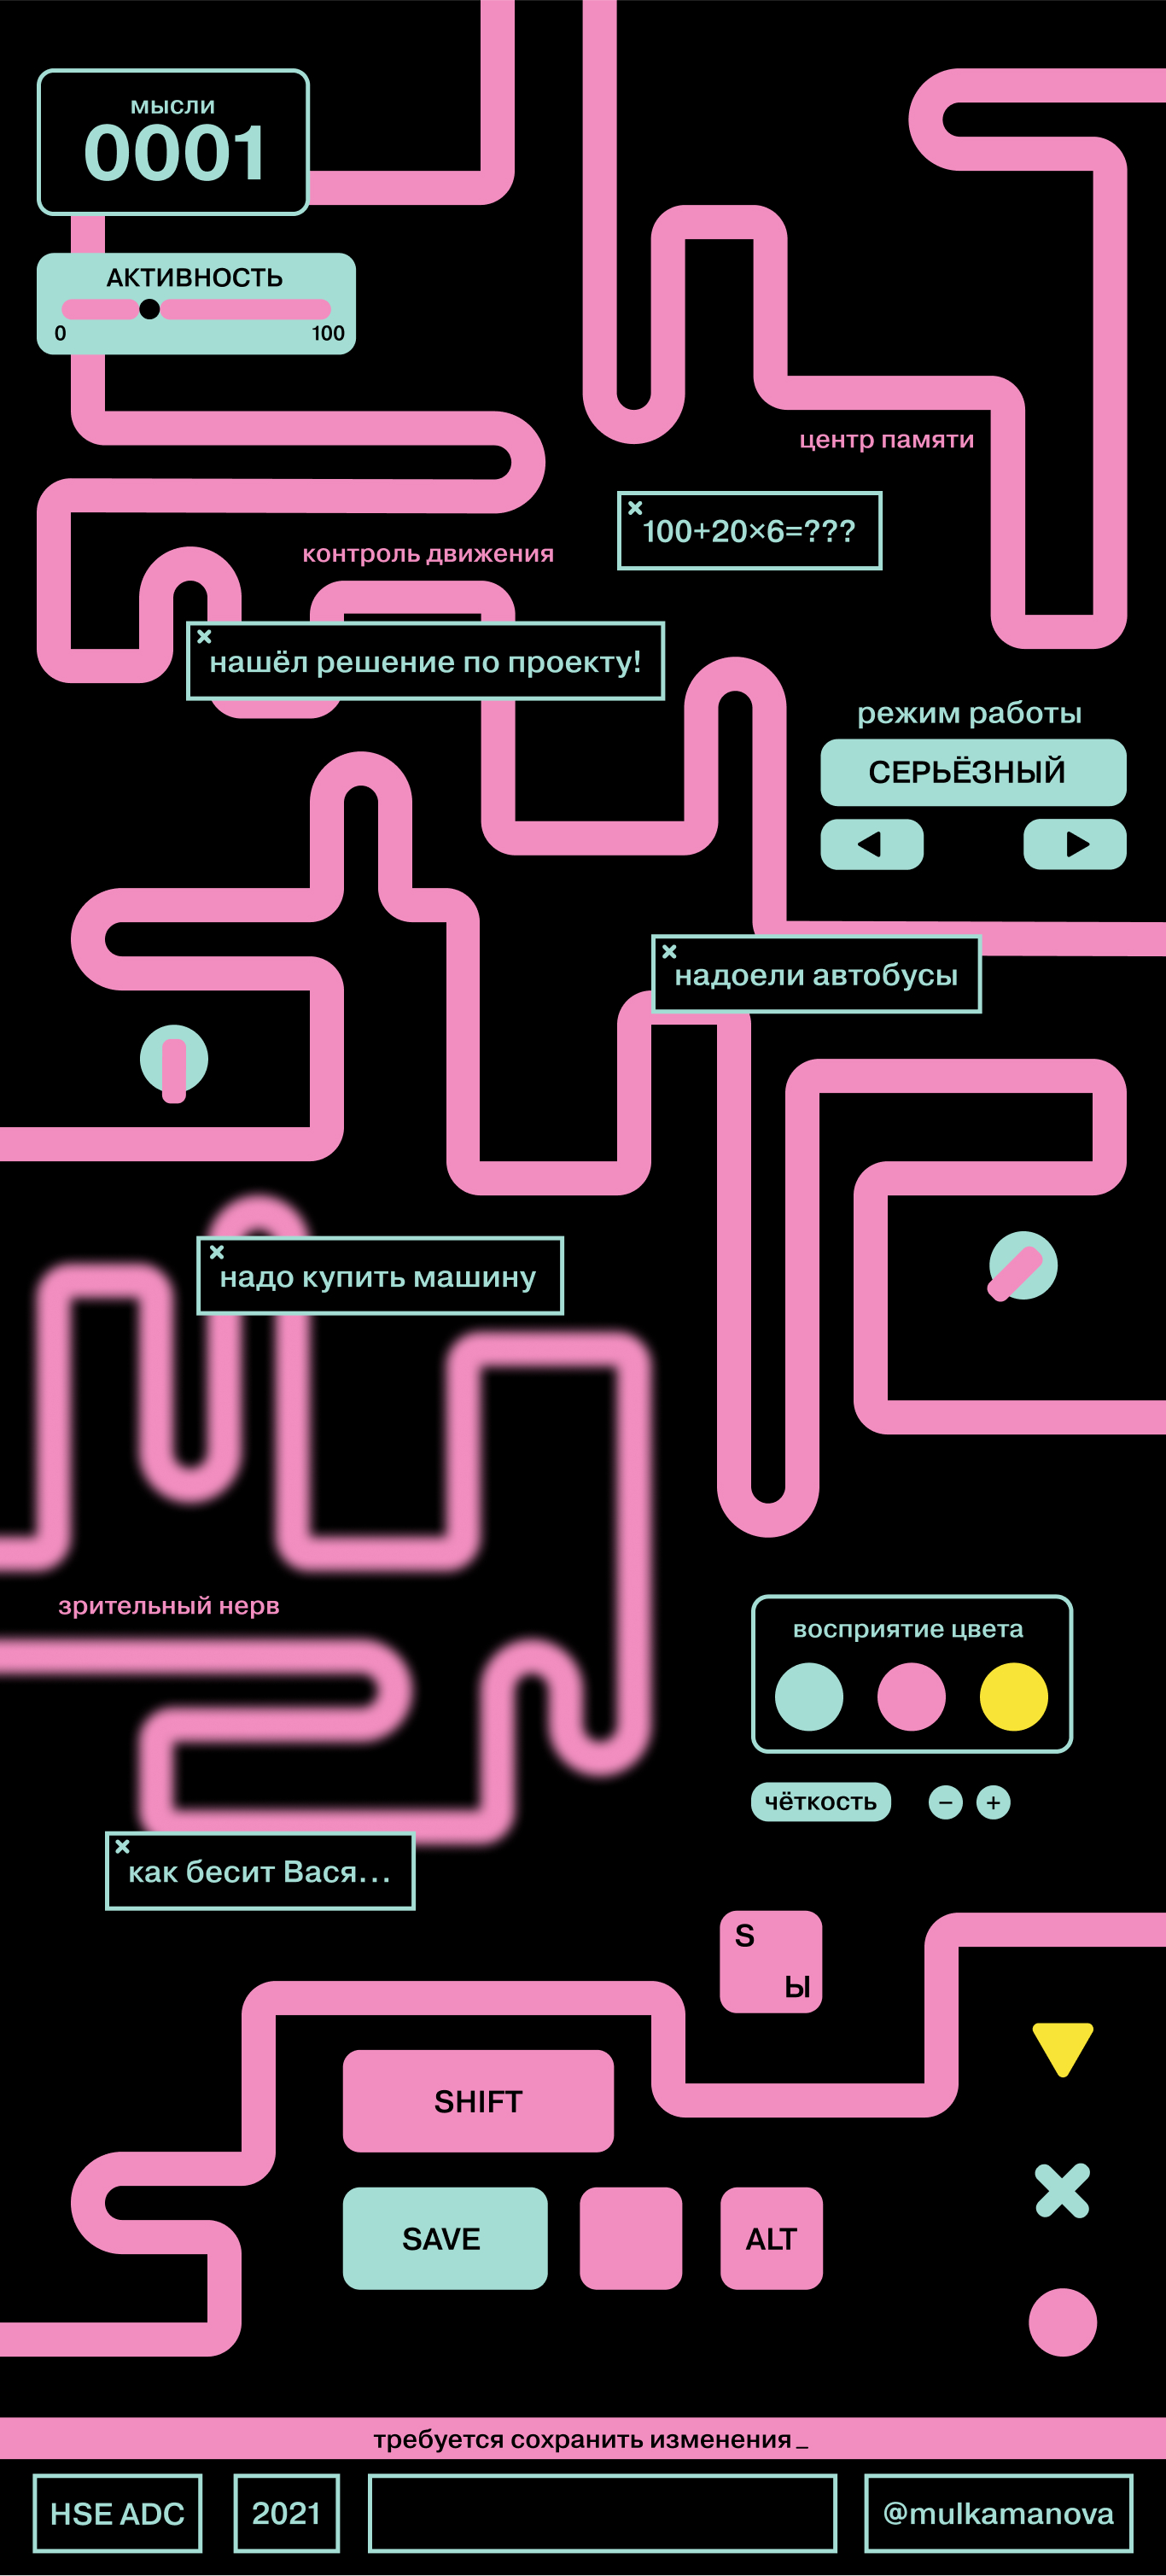 мысли
0001
АКТИВНОСТЬ
0 100
центр памяти
100+20×6=???
контроль движения
нашёл решение по проекту!
режим работы
СЕРЬЁЗНЫЙ
надоели автобусы
надо купить машину
зрительный нерв
восприятие цвета
чёткость − +
как бесит Вася...
S
Ы
SHIFT
SAVE
ALT
требуется сохранить изменения_
HSE ADC
2021
@mulkamanova